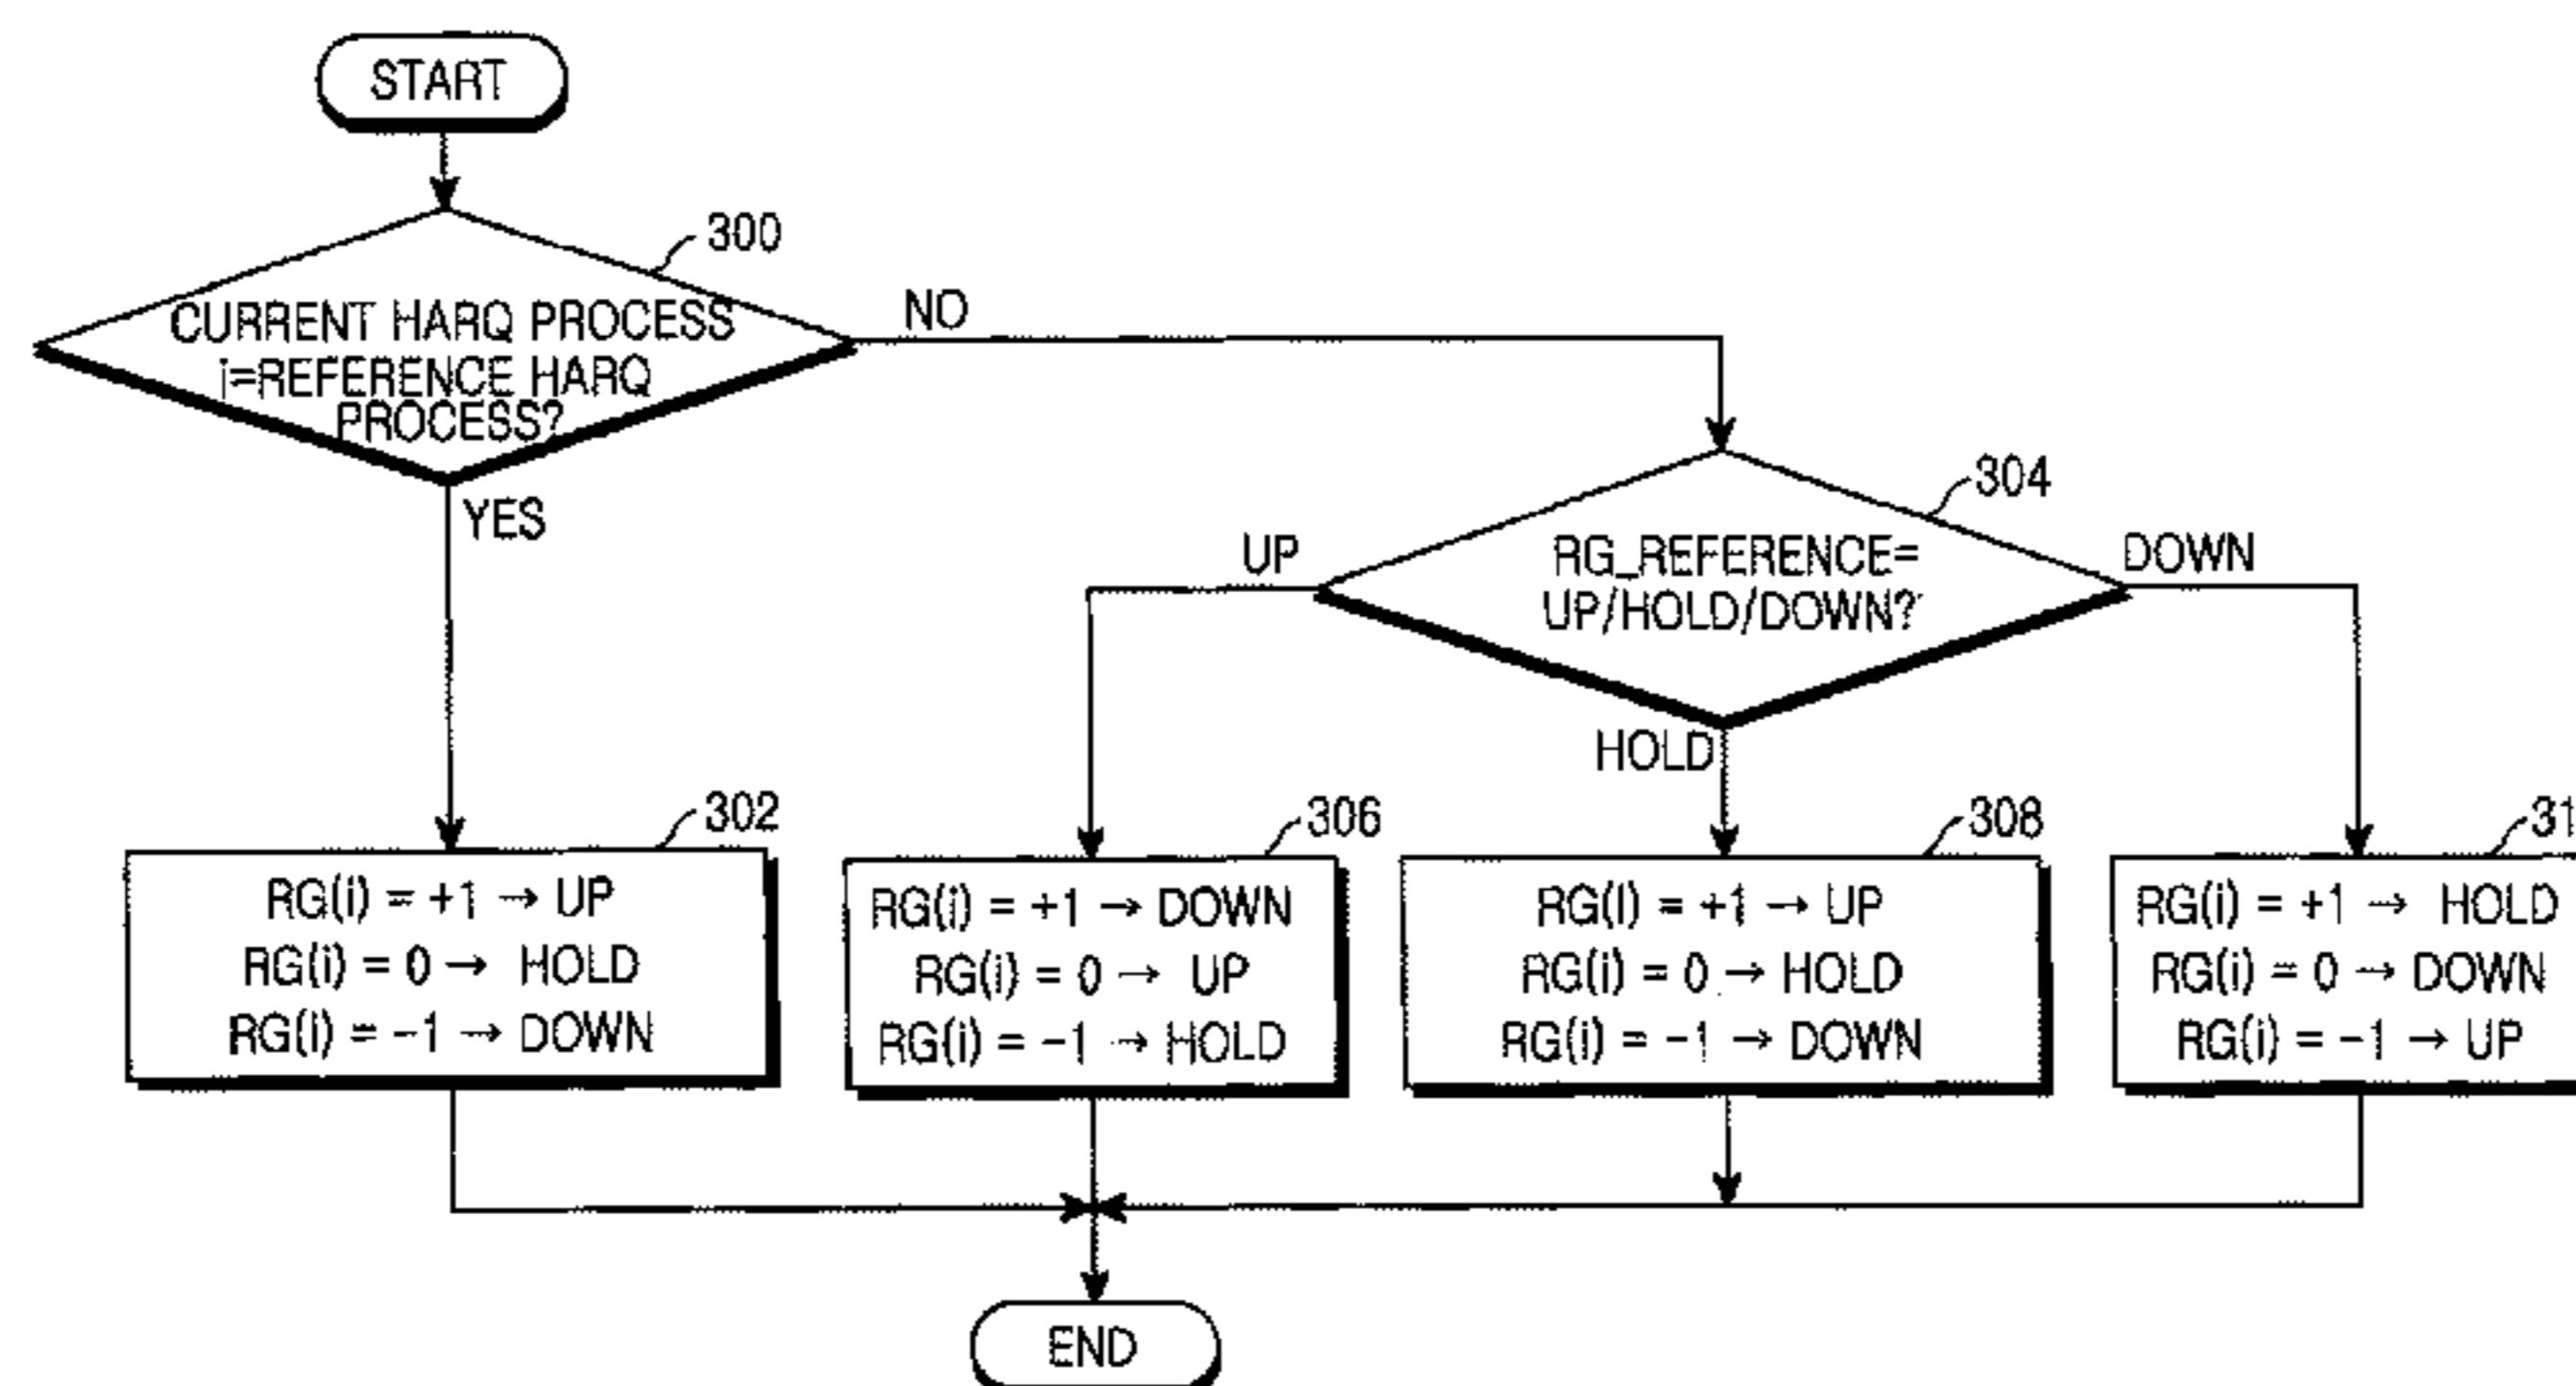 START
300
CURRENT HARQ PROCESS
i=REFERENCE HARQ
PROCESS?
NO
YES
304
RG_REFERENCE=
UP/HOLD/DOWN?
UP
DOWN
HOLD
302
RG(i) = +1 → UP
RG(i) = 0 → HOLD
RG(i) = -1 → DOWN
306
RG(i) = +1 → DOWN
RG(i) = 0 → UP
RG(i) = -1 → HOLD
308
RG(i) = +1 → UP
RG(i) = 0 → HOLD
RG(i) = -1 → DOWN
RG(i) = +1 → HOLD
RG(i) = 0 → DOWN
RG(i) = -1 → UP
END